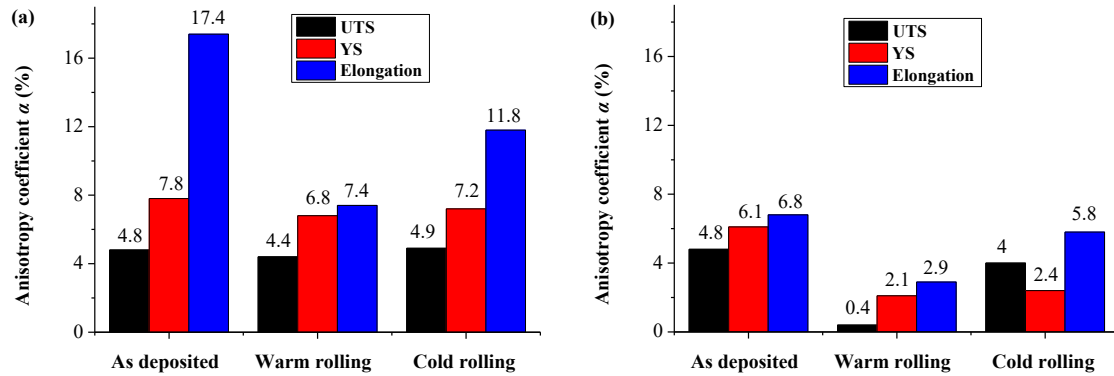 (a)
Anisotropy coefficient α (%)
0
4
8
12
16
UTS
YS
Elongation
4.8
7.8
17.4
4.4
6.8
7.4
4.9
7.2
11.8
As deposited
Warm rolling
Cold rolling
(b)
Anisotropy coefficient α (%)
0
4
8
12
16
UTS
YS
Elongation
4.8
6.1
6.8
0.4
2.1
2.9
4
2.4
5.8
As deposited
Warm rolling
Cold rolling